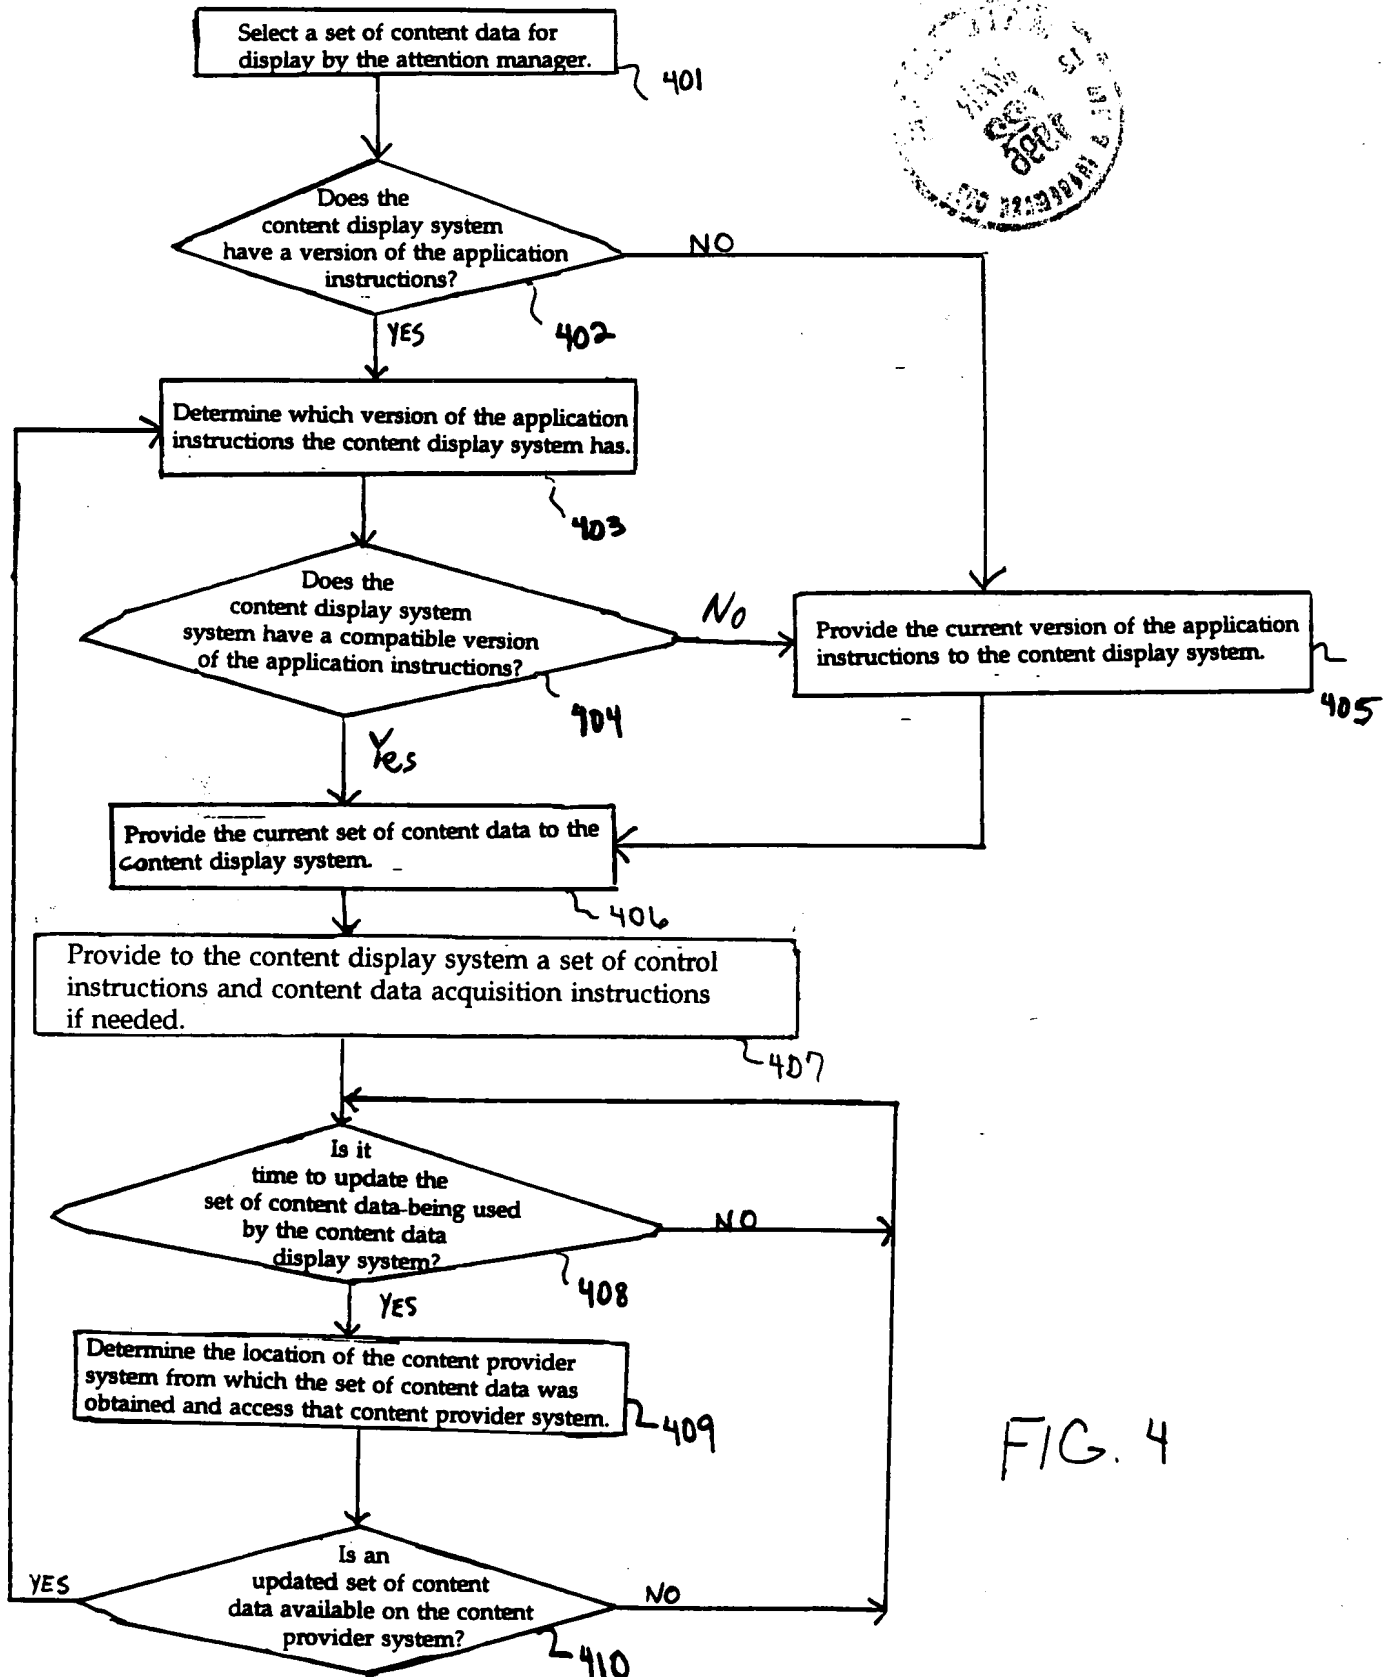 Select a set of content data for
display by the attention manager.
401
Does the
content display system
have a version of the application
instructions?
NO
402
YES
Determine which version of the application
instructions the content display system has.
403
Does the
content display system
system have a compatible version
of the application instructions?
No
404
Provide the current version of the application
instructions to the content display system.
405
Yes
Provide the current set of content data to the
content display system.
406
Provide to the content display system a set of control
instructions and content data acquisition instructions
if needed.
407
Is it
time to update the
set of content data being used
by the content data
display system?
NO
408
YES
Determine the location of the content provider
system from which the set of content data was
obtained and access that content provider system.
409
FIG. 4
Is an
updated set of content
data available on the content
provider system?
YES
NO
410